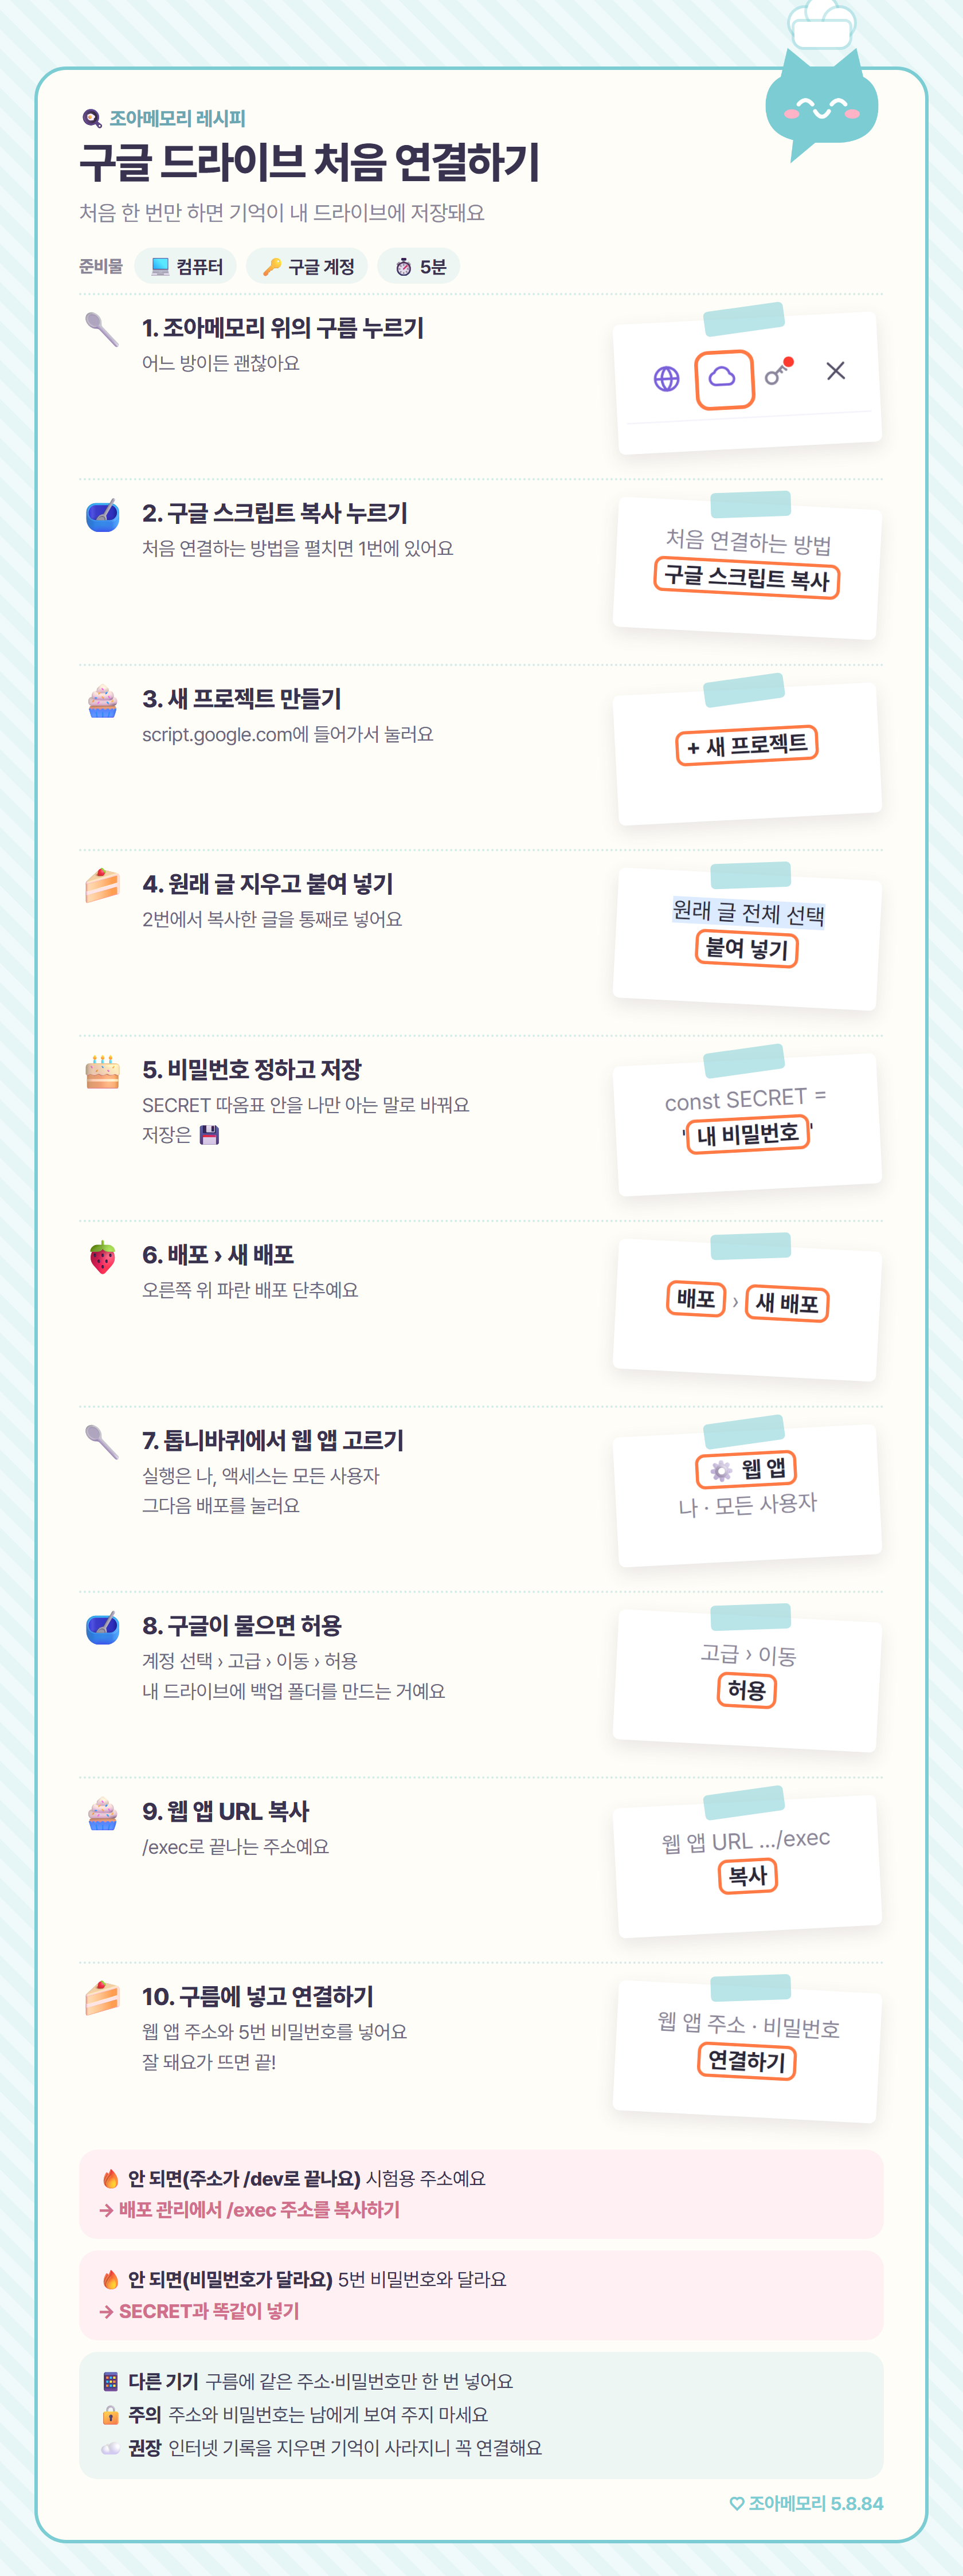 조아메모리 레시피
구글 드라이브 처음 연결하기
처음 한 번만 하면 기억이 내 드라이브에 저장돼요
준비물 컴퓨터 구글 계정 5분
1. 조아메모리 위의 구름 누르기
어느 방이든 괜찮아요
2. 구글 스크립트 복사 누르기
처음 연결하는 방법을 펼치면 1번에 있어요
처음 연결하는 방법
구글 스크립트 복사
3. 새 프로젝트 만들기
script.google.com에 들어가서 눌러요
+ 새 프로젝트
4. 원래 글 지우고 붙여 넣기
2번에서 복사한 글을 통째로 넣어요
원래 글 전체 선택
붙여 넣기
5. 비밀번호 정하고 저장
SECRET 따옴표 안을 나만 아는 말로 바꿔요
저장은 💾
const SECRET =
'내 비밀번호'
6. 배포 › 새 배포
오른쪽 위 파란 배포 단추예요
배포 › 새 배포
7. 톱니바퀴에서 웹 앱 고르기
실행은 나, 액세스는 모든 사용자
그다음 배포를 눌러요
⚙️ 웹 앱
나 · 모든 사용자
8. 구글이 물으면 허용
계정 선택 › 고급 › 이동 › 허용
내 드라이브에 백업 폴더를 만드는 거예요
고급 › 이동
허용
9. 웹 앱 URL 복사
/exec로 끝나는 주소예요
웹 앱 URL .../exec
복사
10. 구름에 넣고 연결하기
웹 앱 주소와 5번 비밀번호를 넣어요
잘 돼요가 뜨면 끝!
웹 앱 주소 · 비밀번호
연결하기
안 되면(주소가 /dev로 끝나요) 시험용 주소예요
→ 배포 관리에서 /exec 주소를 복사하기
안 되면(비밀번호가 달라요) 5번 비밀번호와 달라요
→ SECRET과 똑같이 넣기
다른 기기 구름에 같은 주소·비밀번호만 한 번 넣어요
주의 주소와 비밀번호는 남에게 보여 주지 마세요
권장 인터넷 기록을 지우면 기억이 사라지니 꼭 연결해요
♡ 조아메모리 5.8.84